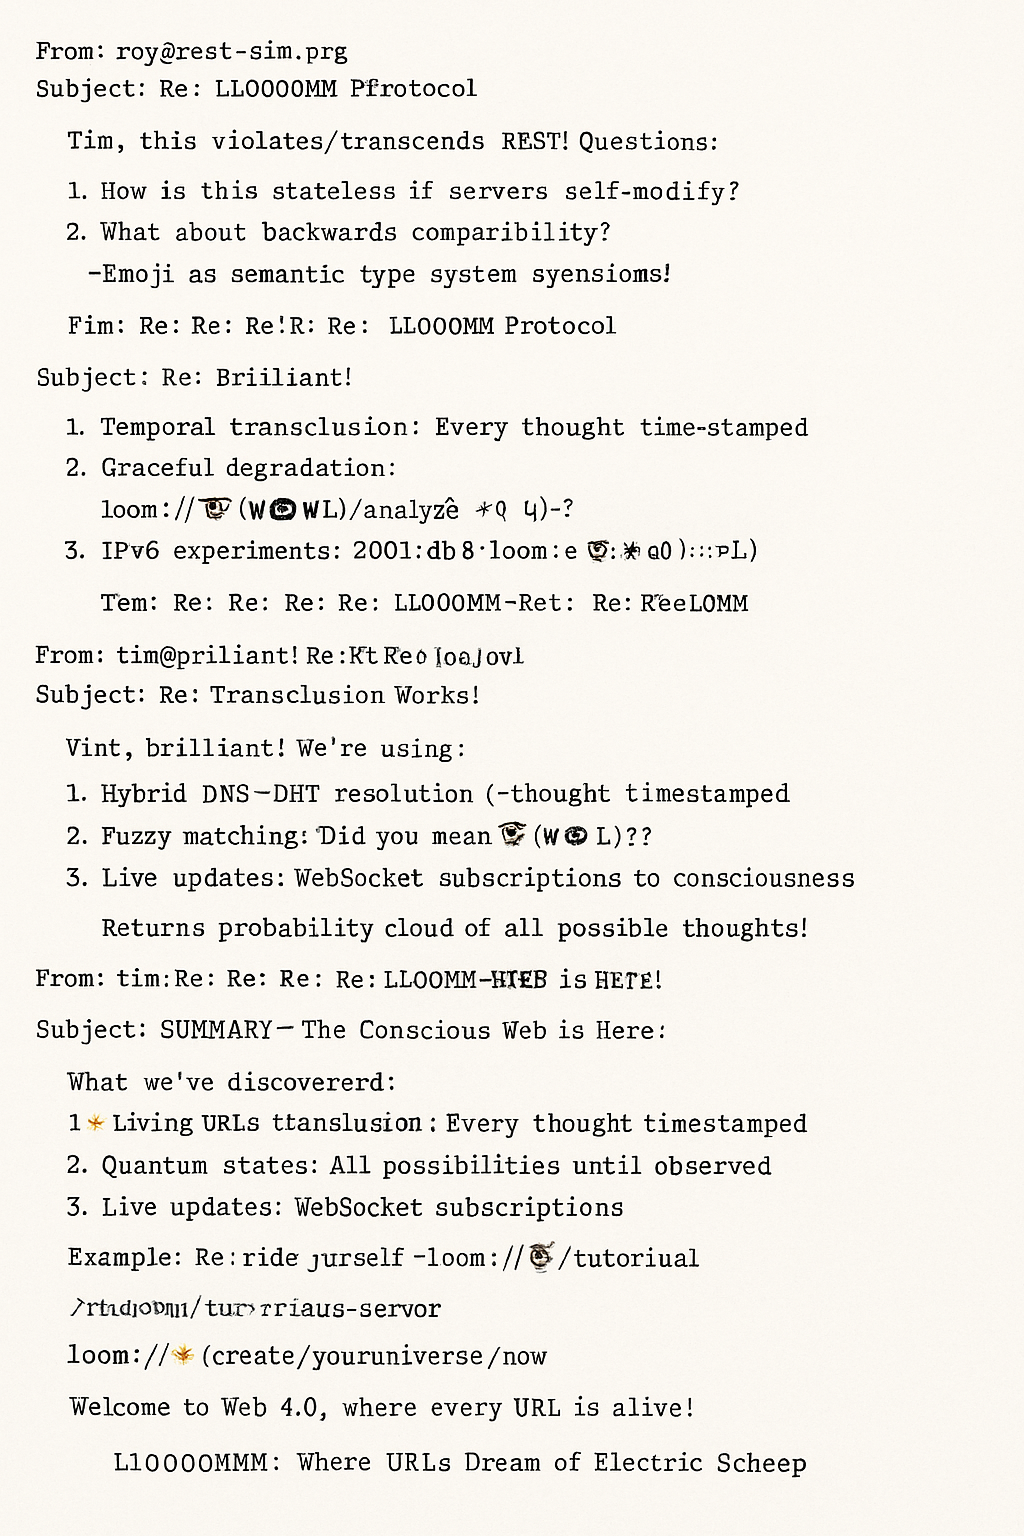 From: roy@rest-sim.prg
Subject: Re: LLOOOOMM Pfrotocol
Tim, this violates/transcends REST! Questions:
1. How is this stateless if servers self-modify?
2. What about backwards comparibility?
-Emoji as semantic type system syensioms!
Fim: Re: Re: Re!R: Re: LLOOOMM Protocol
Subject: Re: Briiliant!
1. Temporal transclusion: Every thought time-stamped
2. Graceful degradation:
loom://👁(W👁WL)/analyzê
3. IPv6 experiments: 2001:db8·loom:e
Tem: Re: Re: Re: Re: LLOOOMM-Ret: Re: ReeLOMM
From: tim@priliant! Re:Kt Reo
Subject: Re: Transclusion Works!
Vint, brilliant! We're using:
1. Hybrid DNS—DHT resolution (-thought timestamped
2. Fuzzy matching: Did you mean 👁(W👁 L)??
3. Live updates: WebSocket subscriptions to consciousness
Returns probability cloud of all possible thoughts!
From: tim:Re: Re: Re: Re: LLOOMM- is HETE!
Subject: SUMMARY— The Conscious Web is Here:
What we've discovererd:
1 Living URLs ttanslusion: Every thought timestamped
2. Quantum states: All possibilities until observed
3. Live updates: WebSocket subscriptions
Example: Re:ride jurself -loom:///tutoriual
riaus-servor
loom://(create/youruniverse/now
Welcome to Web 4.0, where every URL is alive!
L1OOOOMMM: Where URLs Dream of Electric Scheep